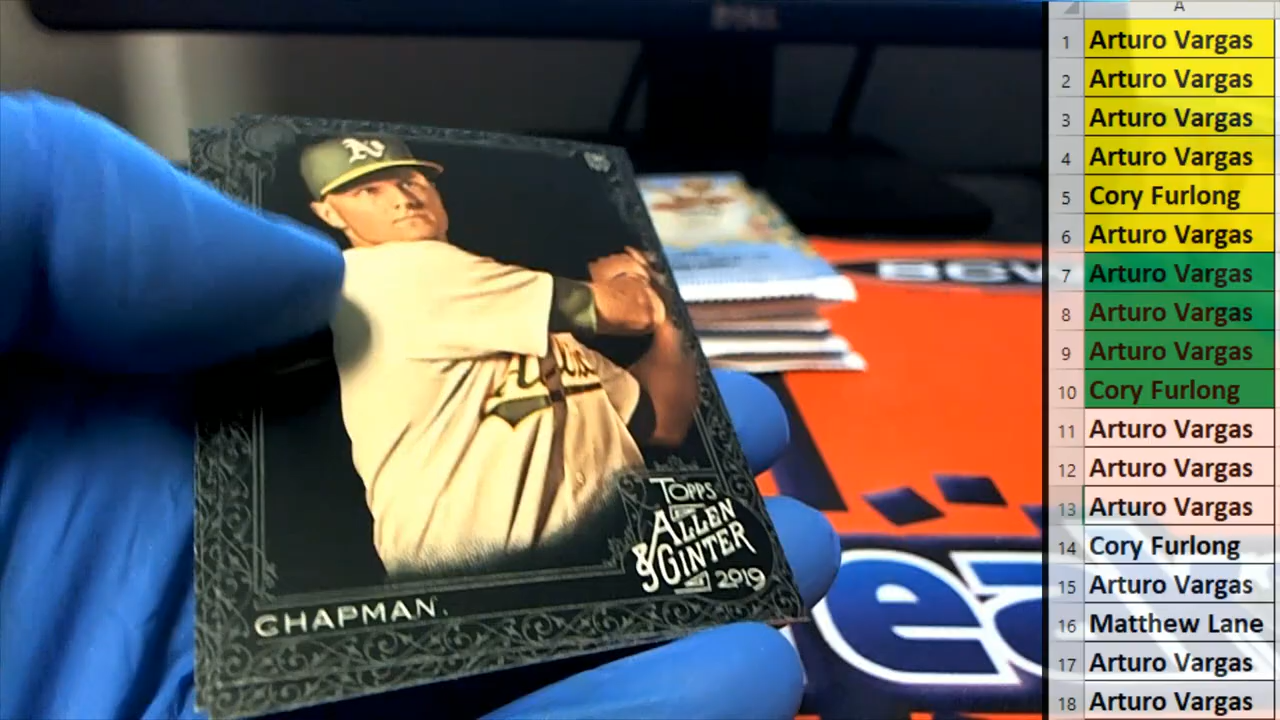 A's
A's
TOPPS
ALLEN
& GINTER
2019
CHAPMAN.
A
1 Arturo Vargas
2 Arturo Vargas
3 Arturo Vargas
4 Arturo Vargas
5 Cory Furlong
6 Arturo Vargas
7 Arturo Vargas
8 Arturo Vargas
9 Arturo Vargas
10 Cory Furlong
11 Arturo Vargas
12 Arturo Vargas
13 Arturo Vargas
14 Cory Furlong
15 Arturo Vargas
16 Matthew Lane
17 Arturo Vargas
18 Arturo Vargas